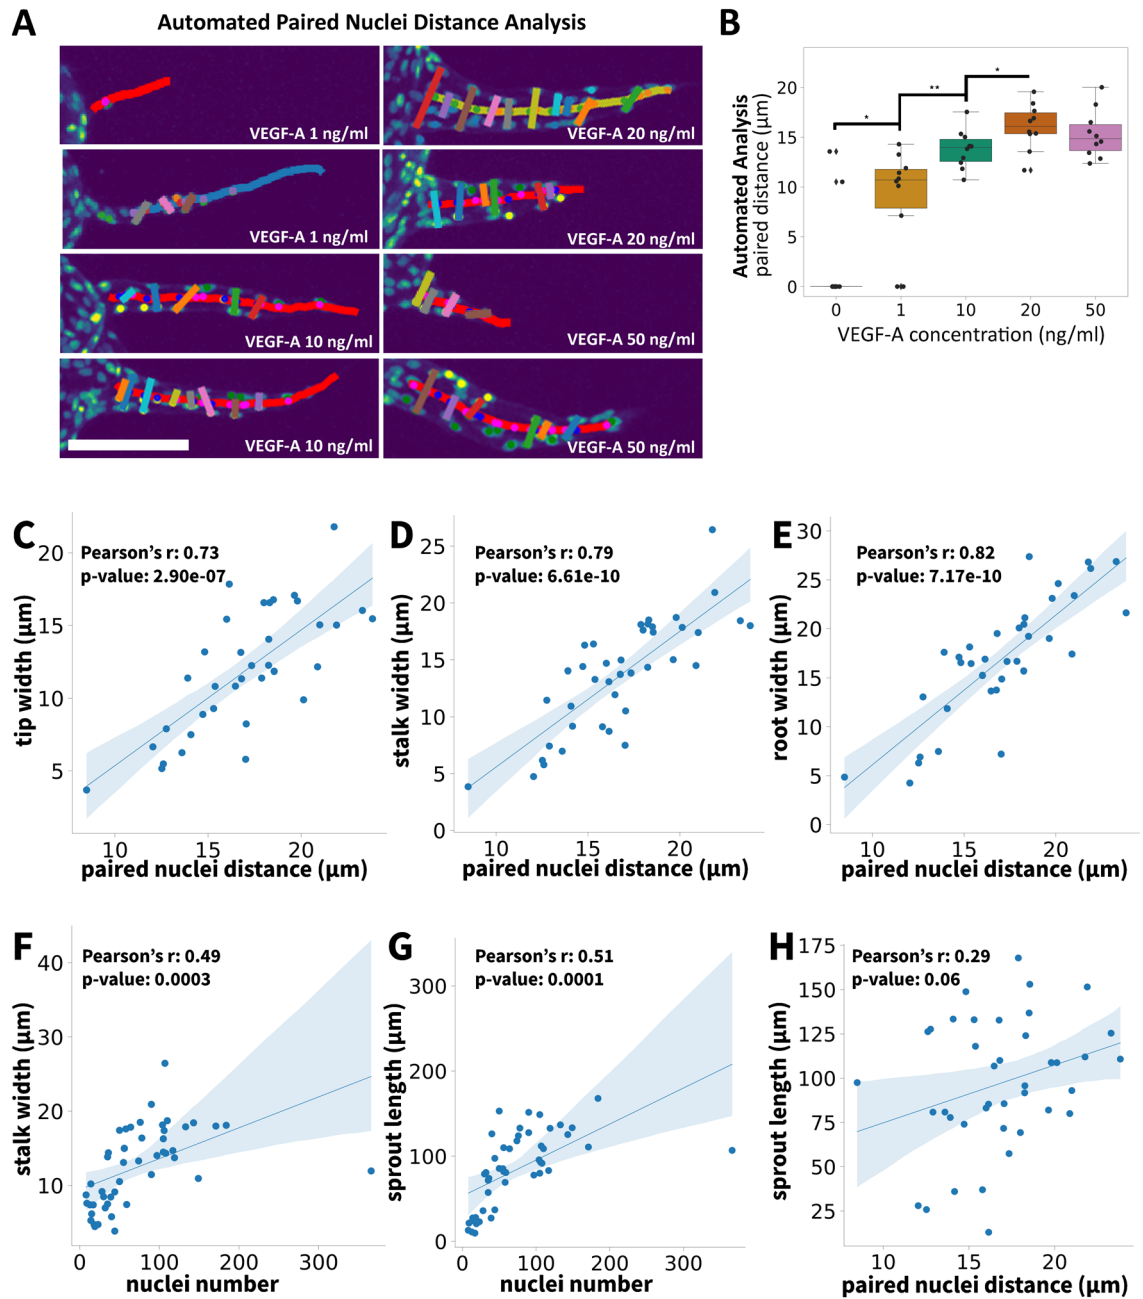 A
Automated Paired Nuclei Distance Analysis
VEGF-A 1 ng/ml
VEGF-A 20 ng/ml
VEGF-A 1 ng/ml
VEGF-A 20 ng/ml
VEGF-A 10 ng/ml
VEGF-A 50 ng/ml
VEGF-A 10 ng/ml
VEGF-A 50 ng/ml
B
Automated Analysis
paired distance (μm)
20
15
10
5
0
*
**
*
0 1 10 20 50
VEGF-A concentration (ng/ml)
C
Pearson's r: 0.73
p-value: 2.90e-07
tip width (μm)
20
15
10
5
10 15 20
paired nuclei distance (μm)
D
Pearson's r: 0.79
p-value: 6.61e-10
stalk width (μm)
25
20
15
10
5
0
10 15 20
paired nuclei distance (μm)
E
Pearson's r: 0.82
p-value: 7.17e-10
root width (μm)
30
25
20
15
10
5
0
10 15 20
paired nuclei distance (μm)
F
Pearson's r: 0.49
p-value: 0.0003
stalk width (μm)
40
30
20
10
0 100 200 300
nuclei number
G
Pearson's r: 0.51
p-value: 0.0001
sprout length (μm)
300
200
100
0
0 100 200 300
nuclei number
H
Pearson's r: 0.29
p-value: 0.06
sprout length (μm)
175
150
125
100
75
50
25
10 15 20
paired nuclei distance (μm)